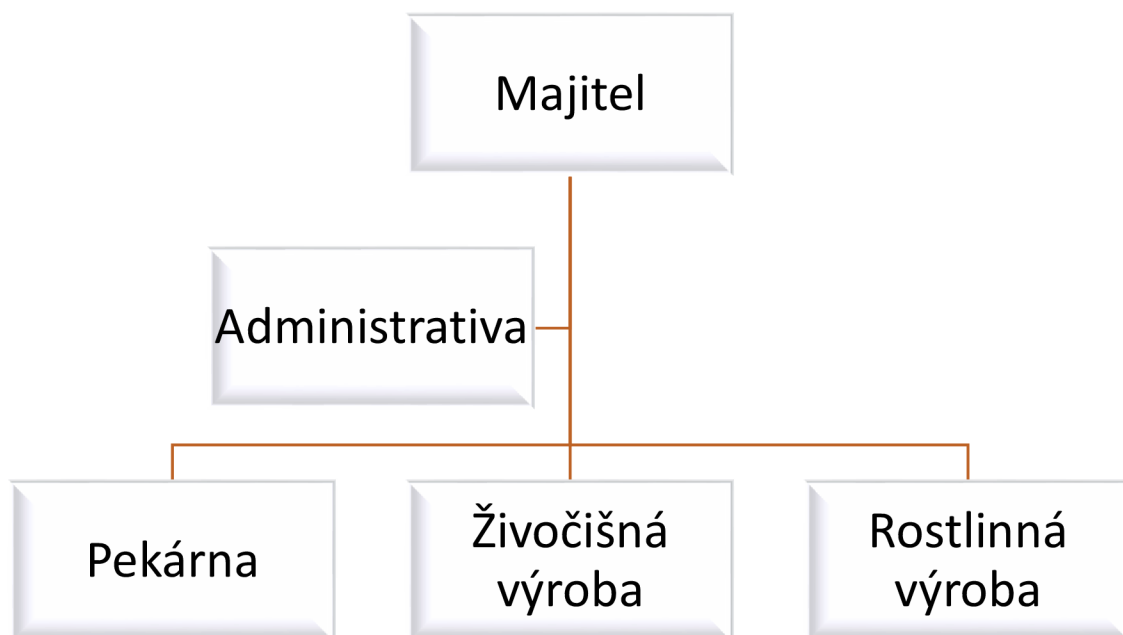 Majitel
Administrativa
Pekárna
Živočišná
výroba
Rostlinná
výroba